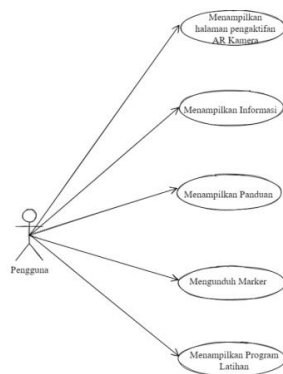 Menampilkan
halaman pengaktifan
AR Kamera
Menampilkan Informasi
Menampilkan Panduan
Pengguna
Mengunduh Marker
Menampilkan Program
Latihan